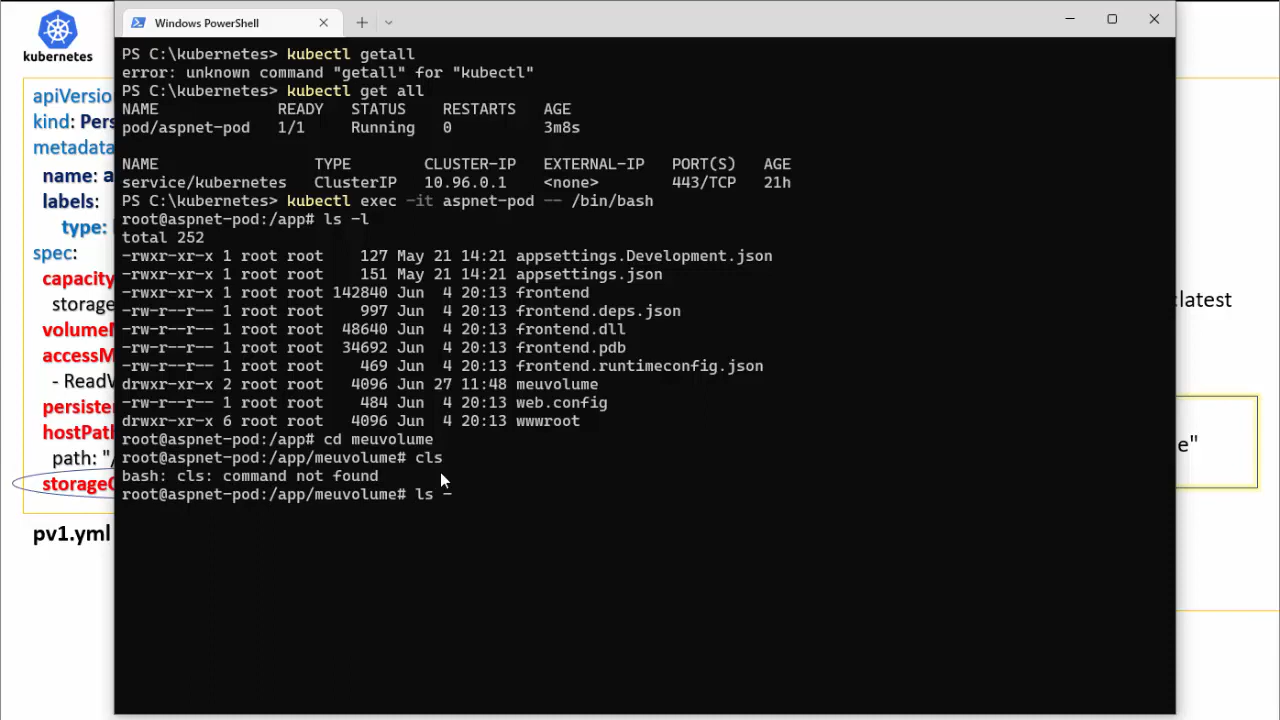 Windows PowerShell
kubernetes
PS C:\kubernetes> kubectl getall
error: unknown command "getall" for "kubectl"
PS C:\kubernetes> kubectl get all
NAME READY STATUS RESTARTS AGE
pod/aspnet-pod 1/1 Running 0 3m8s
NAME TYPE CLUSTER-IP EXTERNAL-IP PORT(S) AGE
service/kubernetes ClusterIP 10.96.0.1 <none> 443/TCP 21h
PS C:\kubernetes> kubectl exec -it aspnet-pod -- /bin/bash
root@aspnet-pod:/app# ls -l
total 252
-rwxr-xr-x 1 root root 127 May 21 14:21 appsettings.Development.json
-rwxr-xr-x 1 root root 151 May 21 14:21 appsettings.json
-rwxr-xr-x 1 root root 142840 Jun 4 20:13 frontend
-rw-r--r-- 1 root root 997 Jun 4 20:13 frontend.deps.json
-rw-r--r-- 1 root root 48640 Jun 4 20:13 frontend.dll
-rw-r--r-- 1 root root 34692 Jun 4 20:13 frontend.pdb
-rw-r--r-- 1 root root 469 Jun 4 20:13 frontend.runtimeconfig.json
drwxr-xr-x 2 root root 4096 Jun 27 11:48 meuvolume
-rw-r--r-- 1 root root 484 Jun 4 20:13 web.config
drwxr-xr-x 6 root root 4096 Jun 4 20:13 wwwroot
root@aspnet-pod:/app# cd meuvolume
root@aspnet-pod:/app/meuvolume# cls
bash: cls: command not found
root@aspnet-pod:/app/meuvolume# ls -
apiVersio
kind: Pers
metadata
name: a
labels:
type:
spec:
capacity
storage
volumeM
accessM
- ReadW
persister
hostPath
path: "/
storageC
pv1.yml
:latest
e"